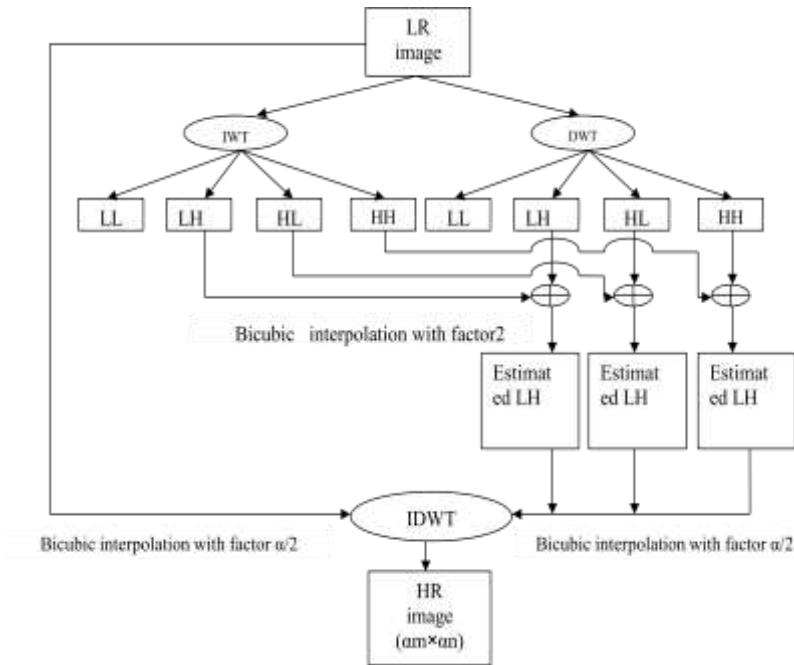 LR
image
IWT
DWT
LL
LH
HL
HH
LL
LH
HL
HH
Bicubic interpolation with factor2
Estimat
ed LH
Estimat
ed LH
Estimat
ed LH
IDWT
Bicubic interpolation with factor α/2
Bicubic interpolation with factor α/2
HR
image
(αm×αn)